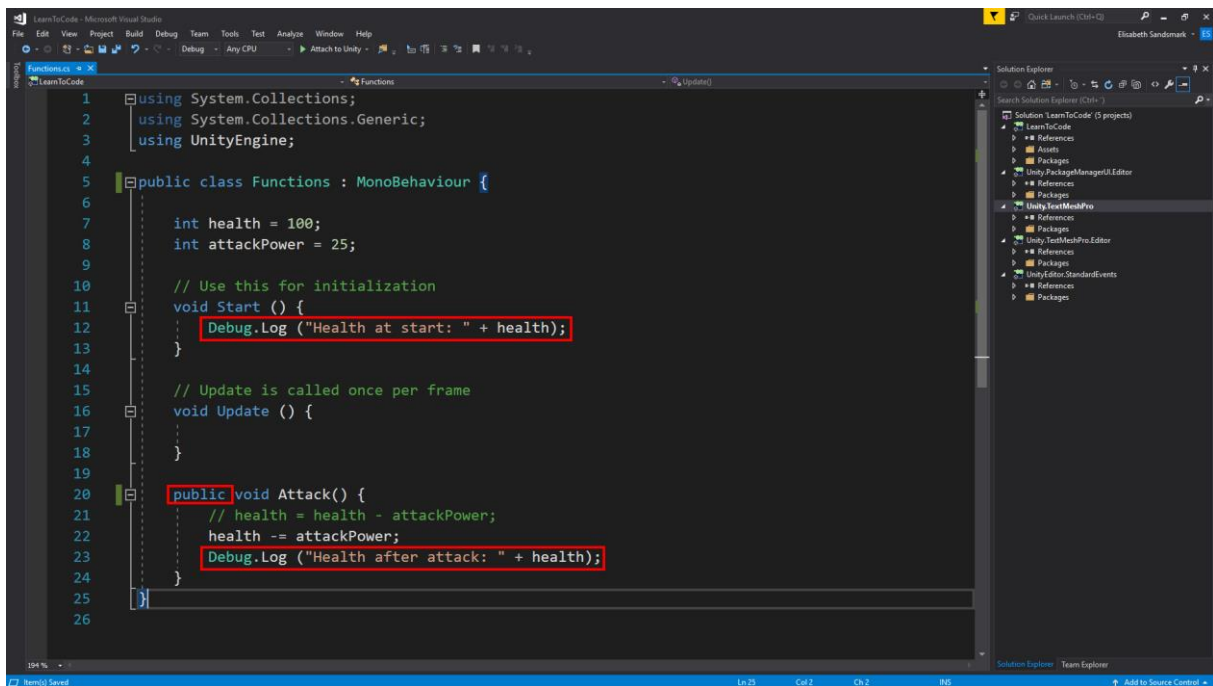 LearnToCode - Microsoft Visual Studio
Quick Launch (Ctrl+Q)
File Edit View Project Build Debug Team Tools Test Analyze Window Help
Elisabeth Sandsmark
ES
Debug Any CPU Attach to Unity
Toolbox
Functions.cs
LearnToCode Functions Update()
1 using System.Collections;
2 using System.Collections.Generic;
3 using UnityEngine;
4
5 public class Functions : MonoBehaviour {
6
7 int health = 100;
8 int attackPower = 25;
9
10 // Use this for initialization
11 void Start () {
12 Debug.Log ("Health at start: " + health);
13 }
14
15 // Update is called once per frame
16 void Update () {
17
18 }
19
20 public void Attack() {
21 // health = health - attackPower;
22 health -= attackPower;
23 Debug.Log ("Health after attack: " + health);
24 }
25 }
26
194 %
Solution Explorer
Search Solution Explorer (Ctrl+¨)
Solution 'LearnToCode' (5 projects)
LearnToCode
References
Assets
Packages
Unity.PackageManagerUI.Editor
References
Packages
Unity.TextMeshPro
References
Packages
Unity.TextMeshPro.Editor
References
Packages
UnityEditor.StandardEvents
References
Packages
Solution Explorer Team Explorer
Item(s) Saved Ln 25 Col 2 Ch 2 INS Add to Source Control